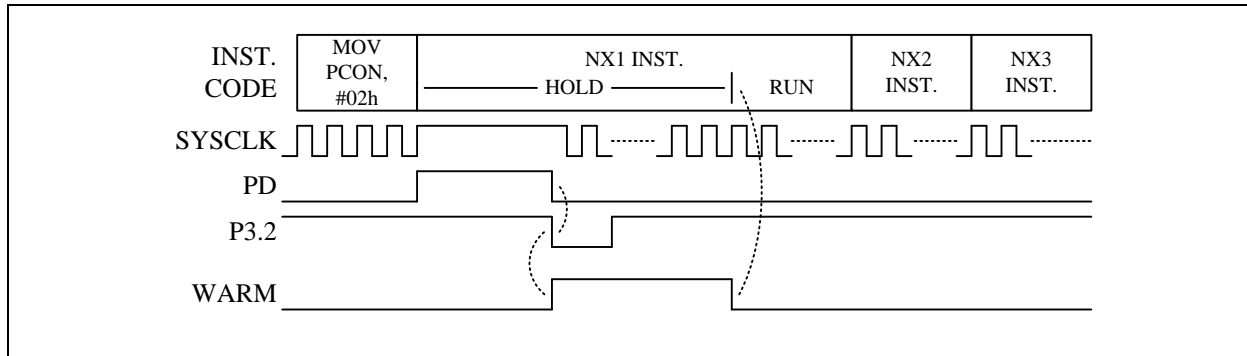 INST.
CODE
MOV
PCON,
#02h
NX1 INST.
HOLD
RUN
NX2
INST.
NX3
INST.
SYSCLK
PD
P3.2
WARM